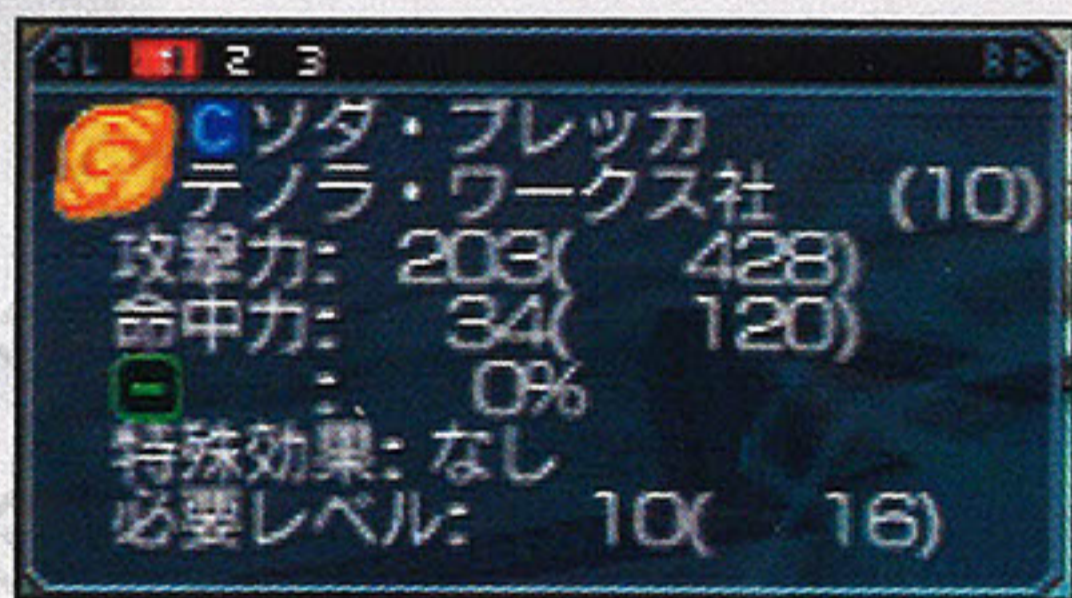 ◁L 1 2 3 R▷
C ソダ・ブレッカ
テノラ・ワークス社 (10)
攻撃力: 203( 428)
命中力: 34( 120)
: 0%
特殊効果: なし
必要レベル: 10( 16)